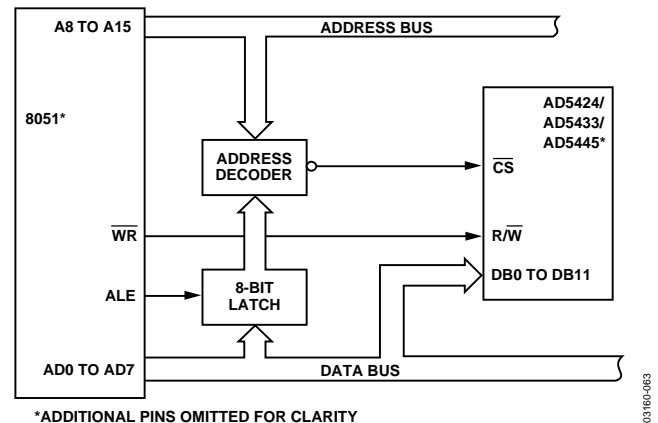 A8 TO A15
ADDRESS BUS
8051*
AD5424/
AD5433/
AD5445*
ADDRESS
DECODER
CS
WR
R/W
8-BIT
LATCH
DB0 TO DB11
ALE
AD0 TO AD7
DATA BUS
*ADDITIONAL PINS OMITTED FOR CLARITY
03160-063